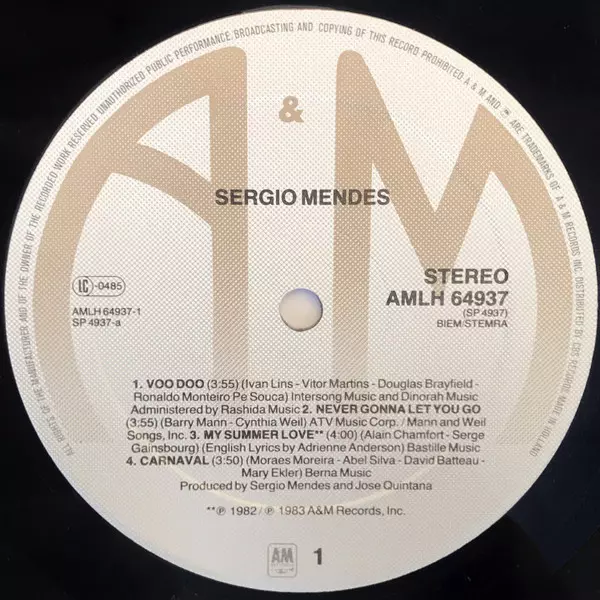 ALL RIGHTS OF THE MANUFACTURER AND OF THE OWNER OF THE RECORDED WORK RESERVED UNAUTHORIZED PUBLIC PERFORMANCE, BROADCASTING AND COPYING OF THIS RECORD PROHIBITED A & M AND ARE TRADEMARKS OF A & M RECORDS INC. DISTRIBUTED BY CBS RECORDS. MADE IN HOLLAND
A & M
SERGIO MENDES
LC-0485
AMLH 64937-1
SP 4937-a
STEREO
AMLH 64937
(SP 4937)
BIEM/STEMRA
1. VOO DOO (3:55) (Ivan Lins - Vitor Martins - Douglas Brayfield -
Ronaldo Monteiro Pe Souca) Intersong Music and Dinorah Music
Administered by Rashida Music 2. NEVER GONNA LET YOU GO
(3:55) (Barry Mann - Cynthia Weil) ATV Music Corp. / Mann and Weil
Songs, Inc. 3. MY SUMMER LOVE** (4:00) (Alain Chamfort - Serge
Gainsbourg) (English Lyrics by Adrienne Anderson) Bastille Music
4. CARNAVAL (3:50) (Moraes Moreira - Abel Silva - David Batteau -
Mary Ekler) Berna Music
Produced by Sergio Mendes and Jose Quintana
**℗ 1982 / ℗ 1983 A&M Records, Inc.
AM
1